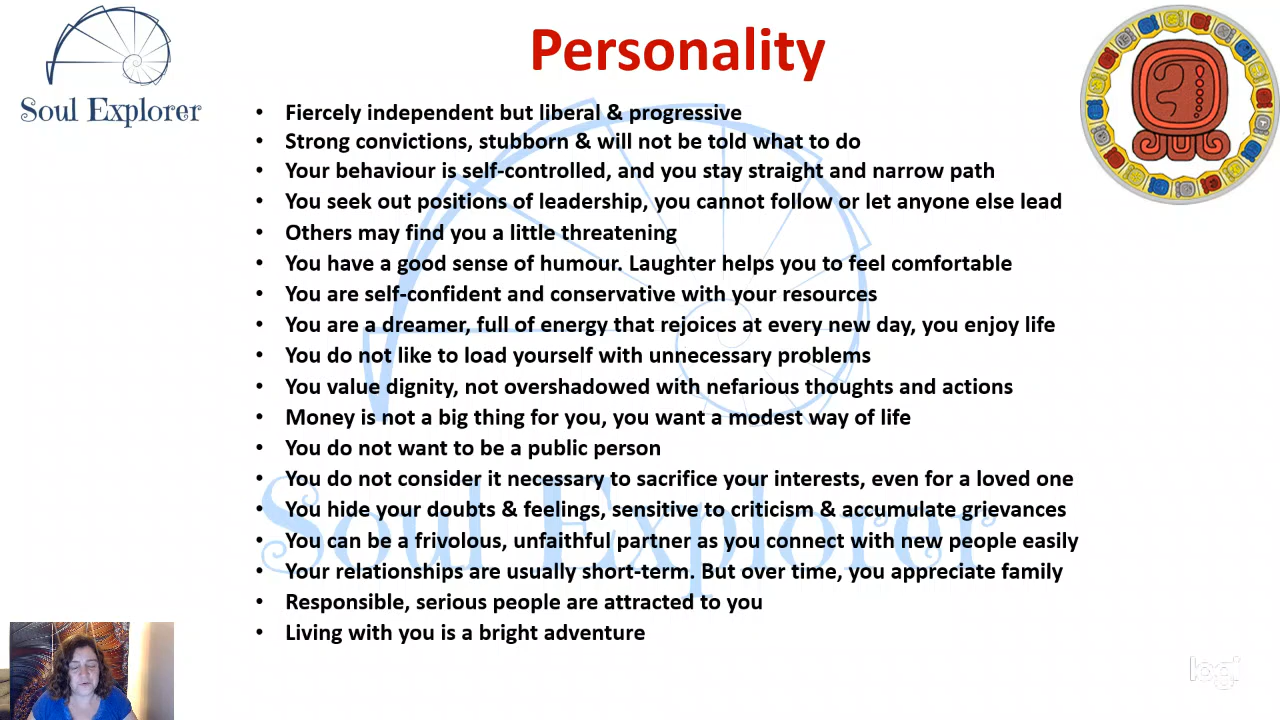 Soul Explorer
Personality
• Fiercely independent but liberal & progressive
• Strong convictions, stubborn & will not be told what to do
• Your behaviour is self-controlled, and you stay straight and narrow path
• You seek out positions of leadership, you cannot follow or let anyone else lead
• Others may find you a little threatening
• You have a good sense of humour. Laughter helps you to feel comfortable
• You are self-confident and conservative with your resources
• You are a dreamer, full of energy that rejoices at every new day, you enjoy life
• You do not like to load yourself with unnecessary problems
• You value dignity, not overshadowed with nefarious thoughts and actions
• Money is not a big thing for you, you want a modest way of life
• You do not want to be a public person
• You do not consider it necessary to sacrifice your interests, even for a loved one
• You hide your doubts & feelings, sensitive to criticism & accumulate grievances
• You can be a frivolous, unfaithful partner as you connect with new people easily
• Your relationships are usually short-term. But over time, you appreciate family
• Responsible, serious people are attracted to you
• Living with you is a bright adventure
Soul Explorer
logi